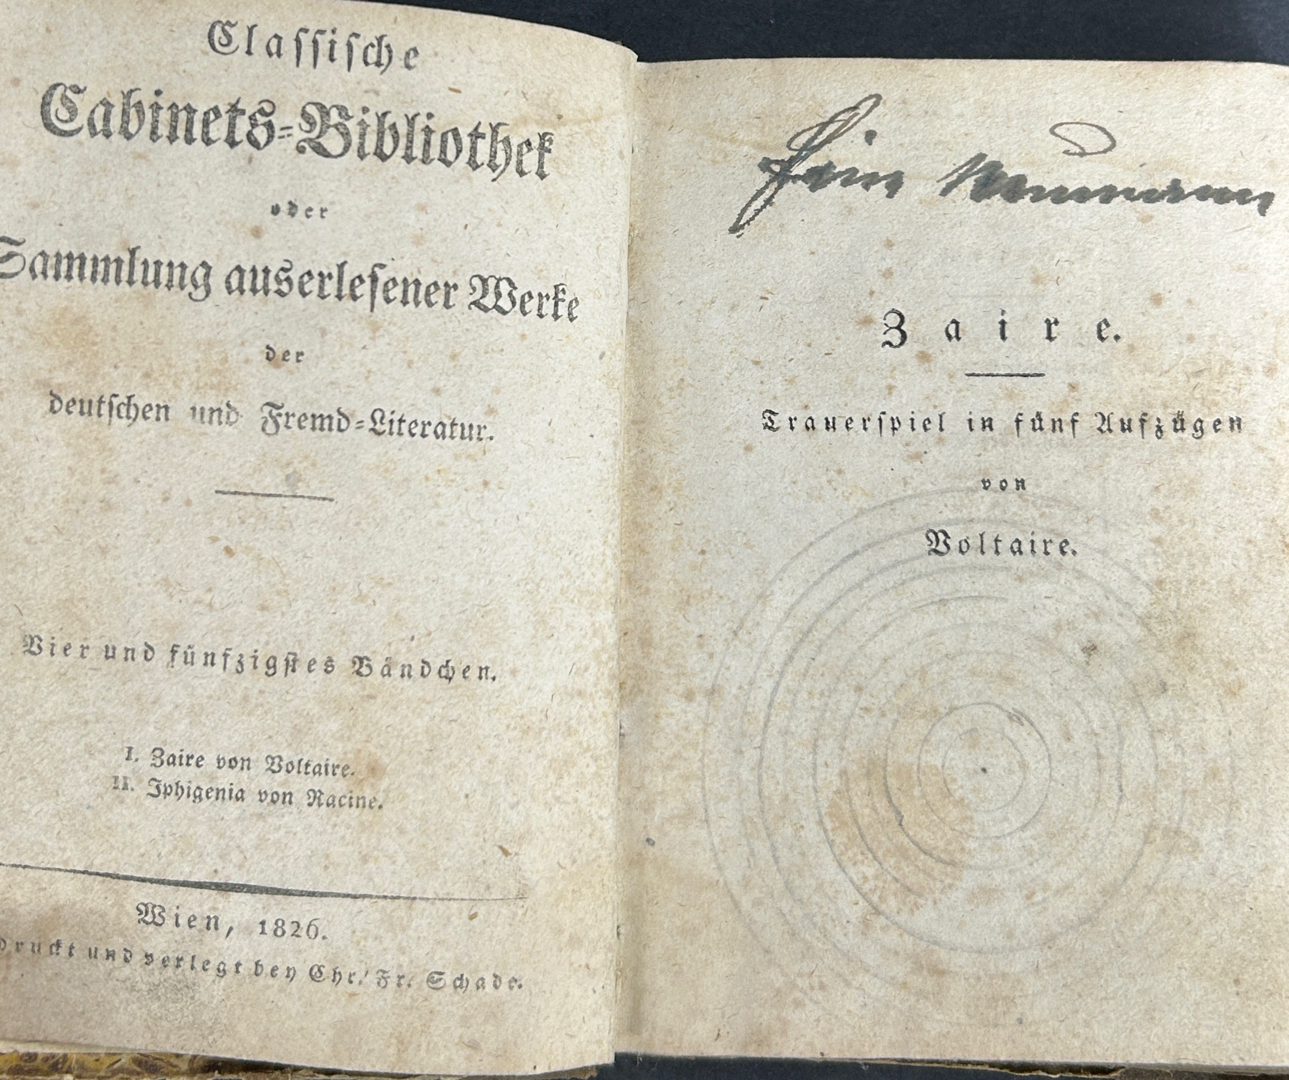 Classische
Cabinets-Bibliothek
oder
Sammlung auserlesener Werke
der
deutschen und Fremd-Literatur.
Vier und fünfzigstes Bändchen.
I. Zaire von Voltaire.
II. Iphigenia von Racine.
Wien, 1826.
druckt und verlegt bey Chr. Fr. Schade.
Neumann
Zaire.
Trauerspiel in fünf Aufzügen
von
Voltaire.